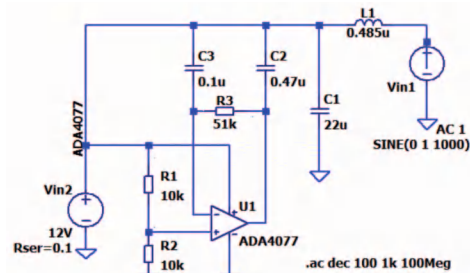 L1
0.485u
C3
0.1u
C2
0.47u
R3
51k
C1
22u
Vin1
AC 1
SINE(0 1 1000)
ADA4077
Vin2
12V
Rser=0.1
R1
10k
U1
ADA4077
R2
10k
.ac dec 100 1k 100Meg